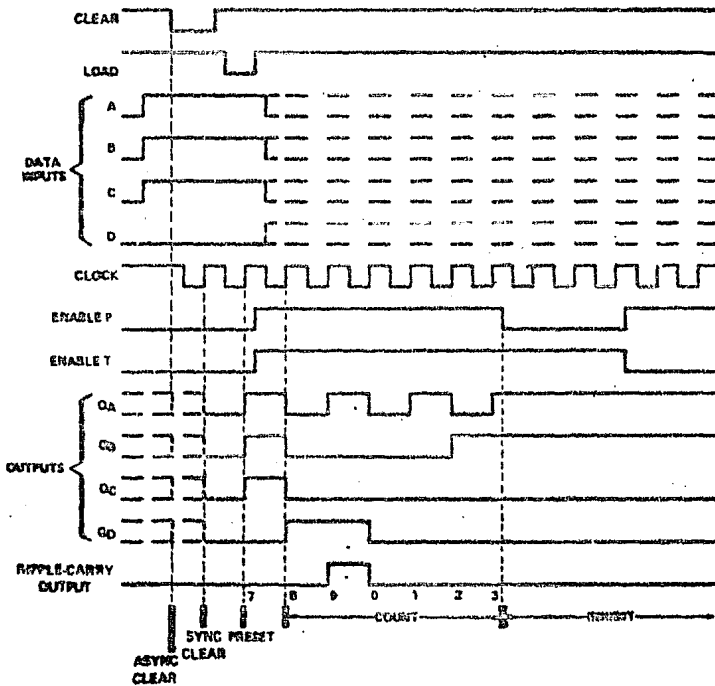 CLEAR
LOAD
A
B
DATA
INPUTS
C
D
CLOCK
ENABLE P
ENABLE T
QA
QB
OUTPUTS
QC
QD
RIPPLE-CARRY
OUTPUT
7 8 9 0 1 2 3
COUNT INHIBIT
SYNC PRESET
CLEAR
ASYNC
CLEAR